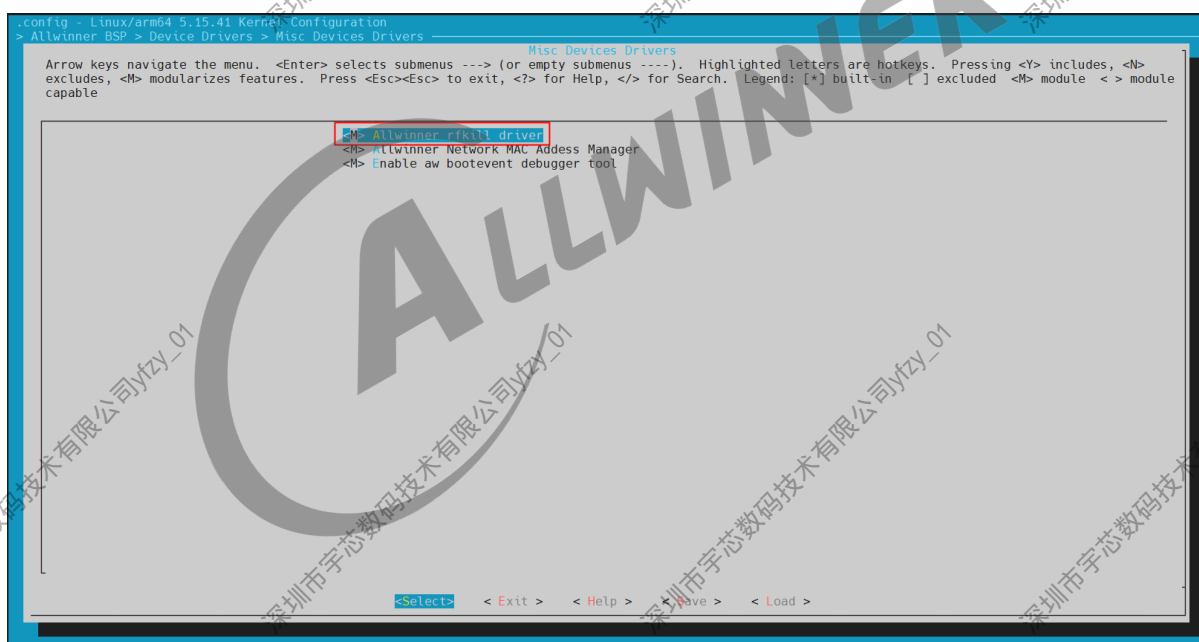 .config - Linux/arm64 5.15.41 Kernel Configuration
> Allwinner BSP > Device Drivers > Misc Devices Drivers
Misc Devices Drivers
Arrow keys navigate the menu.  <Enter> selects submenus ---> (or empty submenus ----).  Highlighted letters are hotkeys.  Pressing <Y> includes, <N>
excludes, <M> modularizes features.  Press <Esc><Esc> to exit, <?> for Help, </> for Search.  Legend: [*] built-in  [ ] excluded  <M> module  < > module
capable
<M> Allwinner rfkill driver
<M> Allwinner Network MAC Addess Manager
<M> Enable aw bootevent debugger tool
ALLWINNER
深圳市宇芯数码技术有限公司yfzy_01
深圳市宇芯数码技术有限公司yfzy_01
深圳市宇芯数码技术有限公司yfzy_01
<Select>    < Exit >    < Help >    < Save >    < Load >